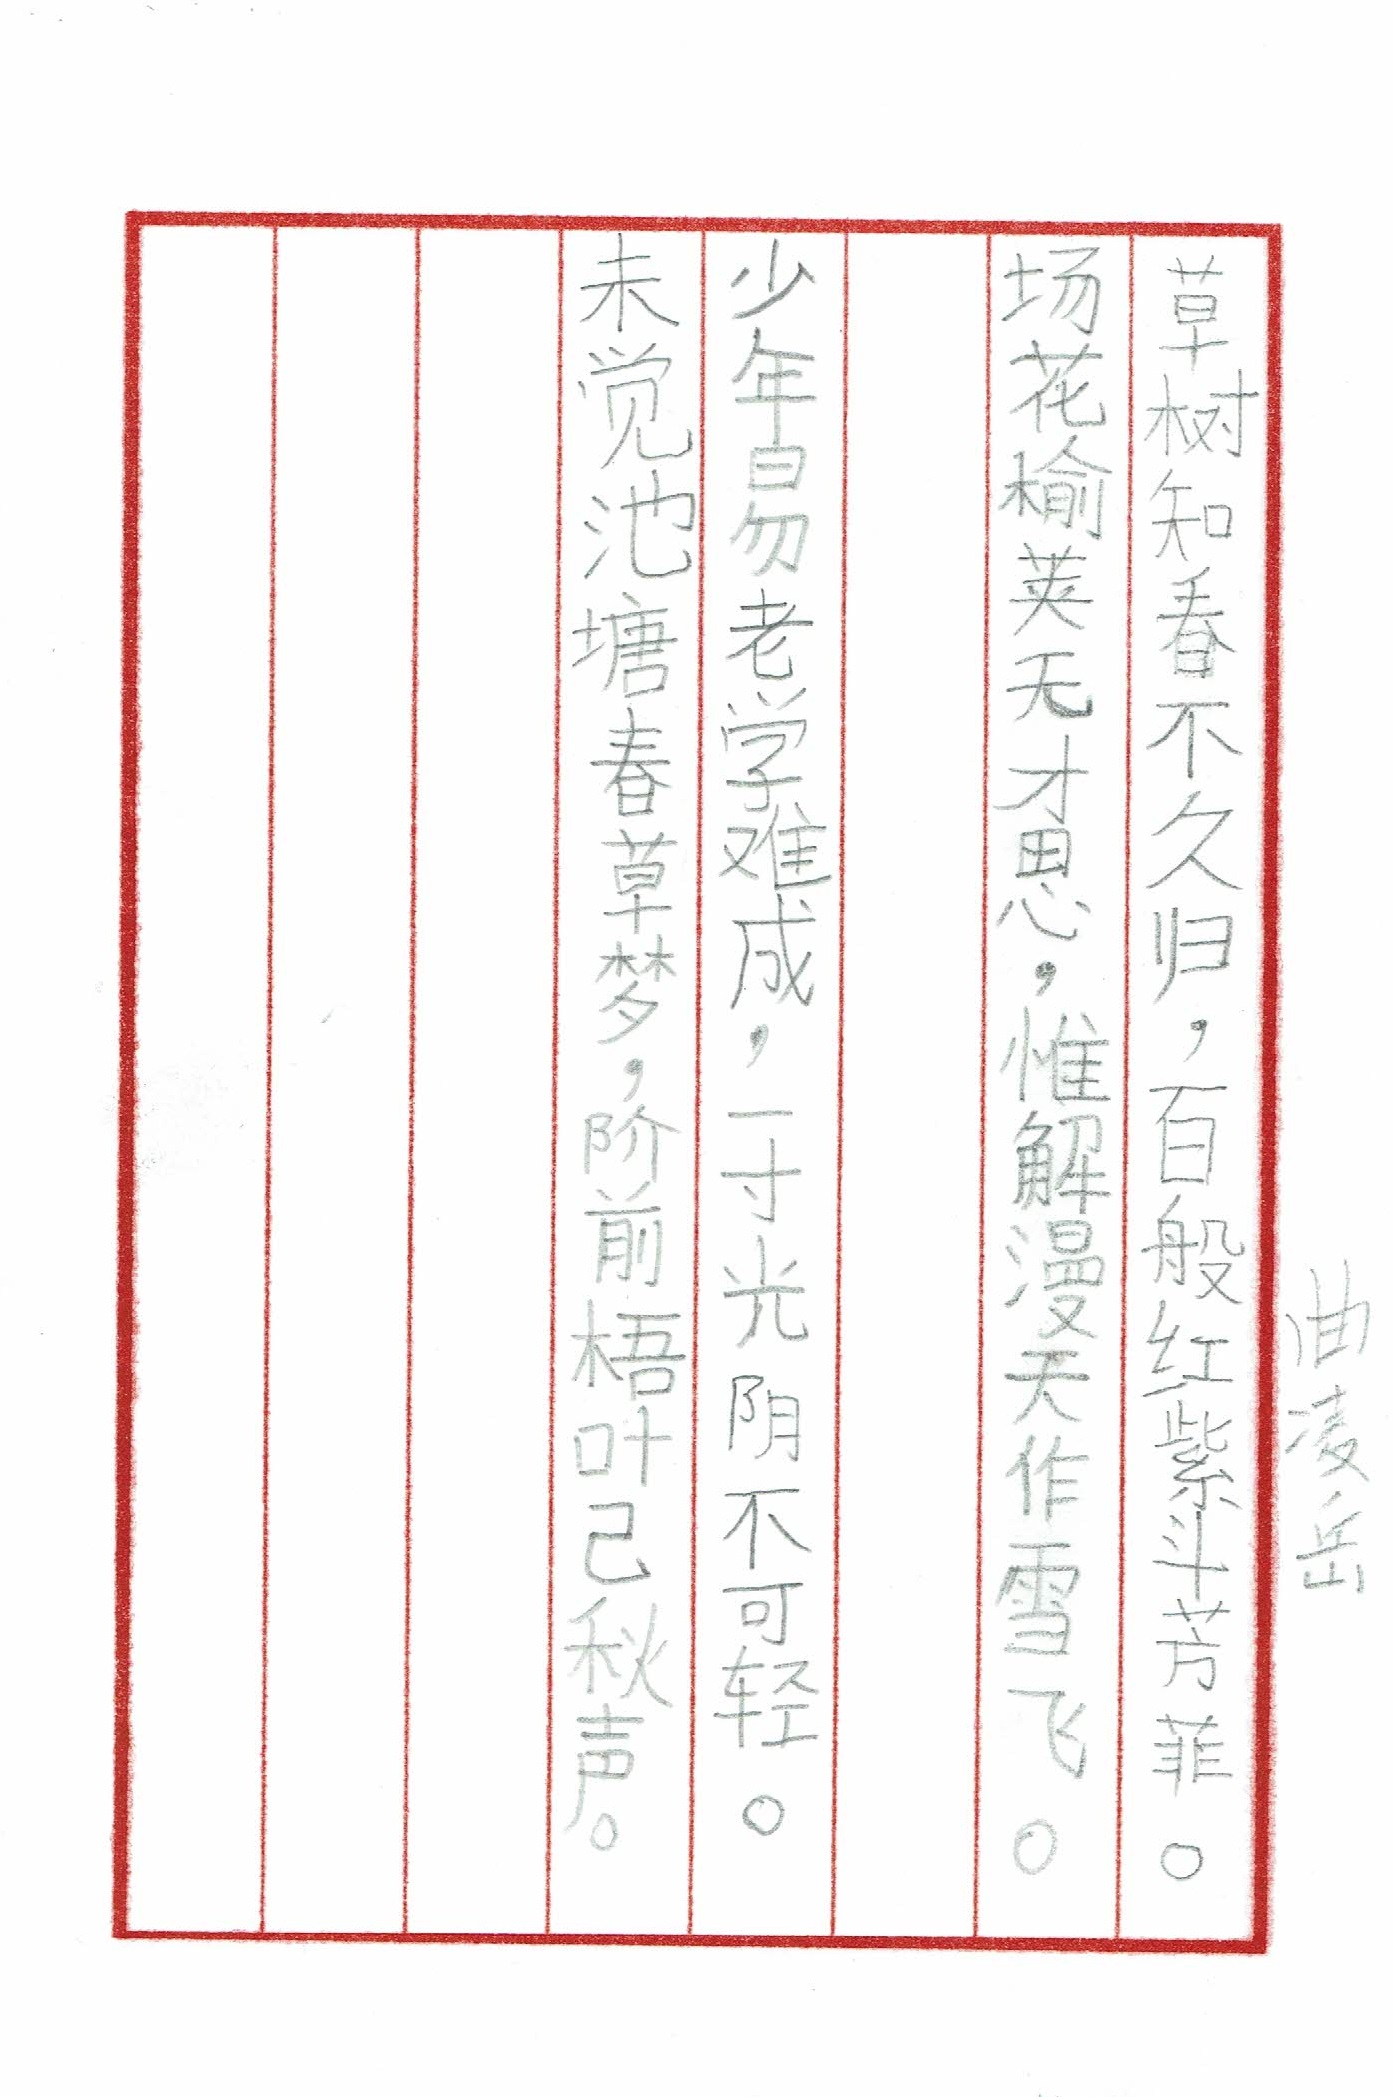 草树知春不久归，百般红紫斗芳菲。
场花榆荚无才思，惟解漫天作雪飞。
少年易老学难成，一寸光阴不可轻。
未觉池塘春草梦，阶前梧叶己秋声。
曲凌岳